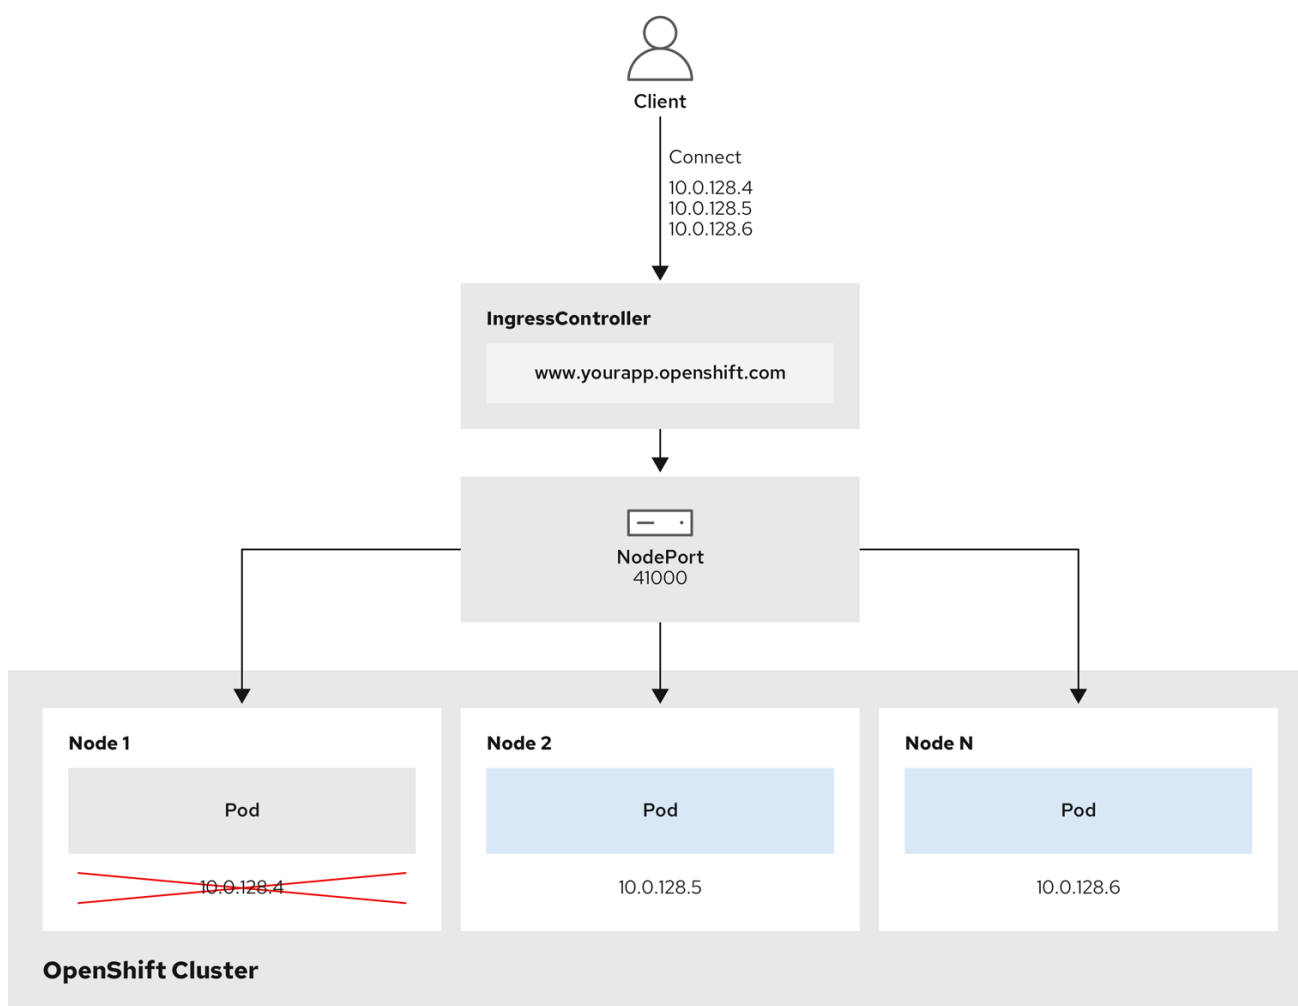 Client
Connect
10.0.128.4
10.0.128.5
10.0.128.6
IngressController
www.yourapp.openshift.com
NodePort
41000
Node 1
Pod
10.0.128.4
Node 2
Pod
10.0.128.5
Node N
Pod
10.0.128.6
OpenShift Cluster